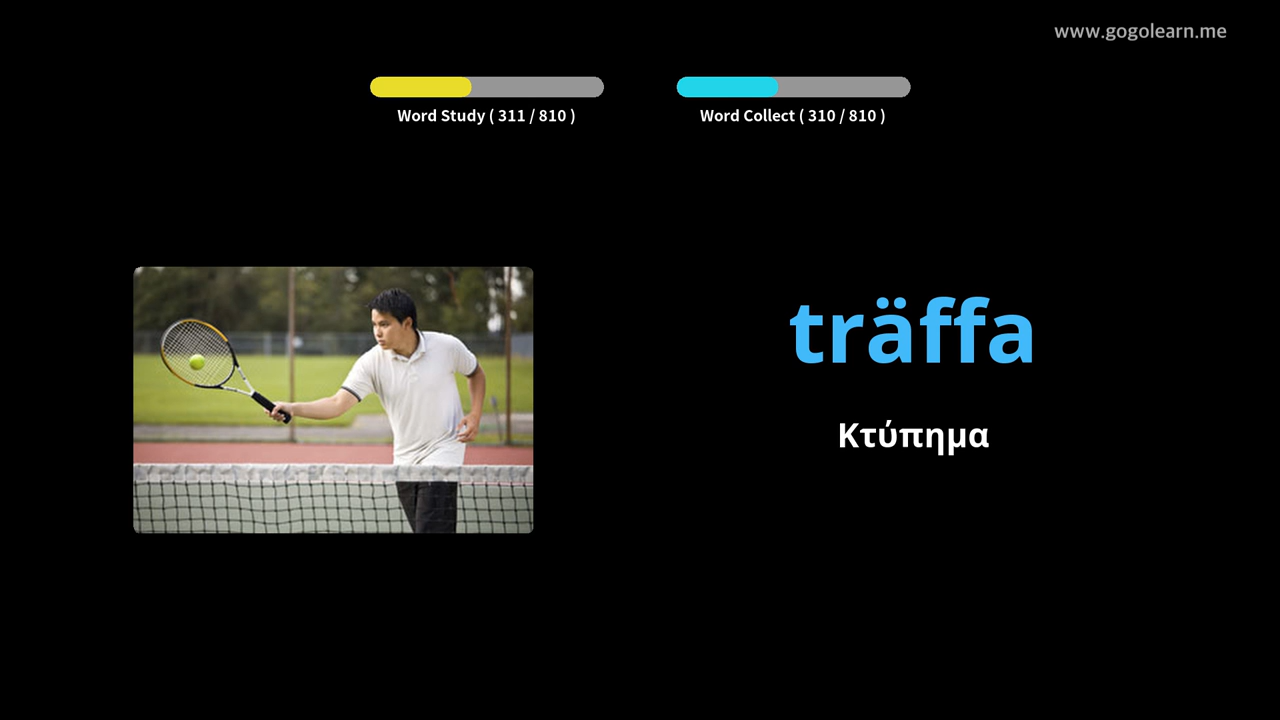 www.gogolearn.me
Word Study ( 311 / 810 )
Word Collect ( 310 / 810 )
träffa
Κτύπημα